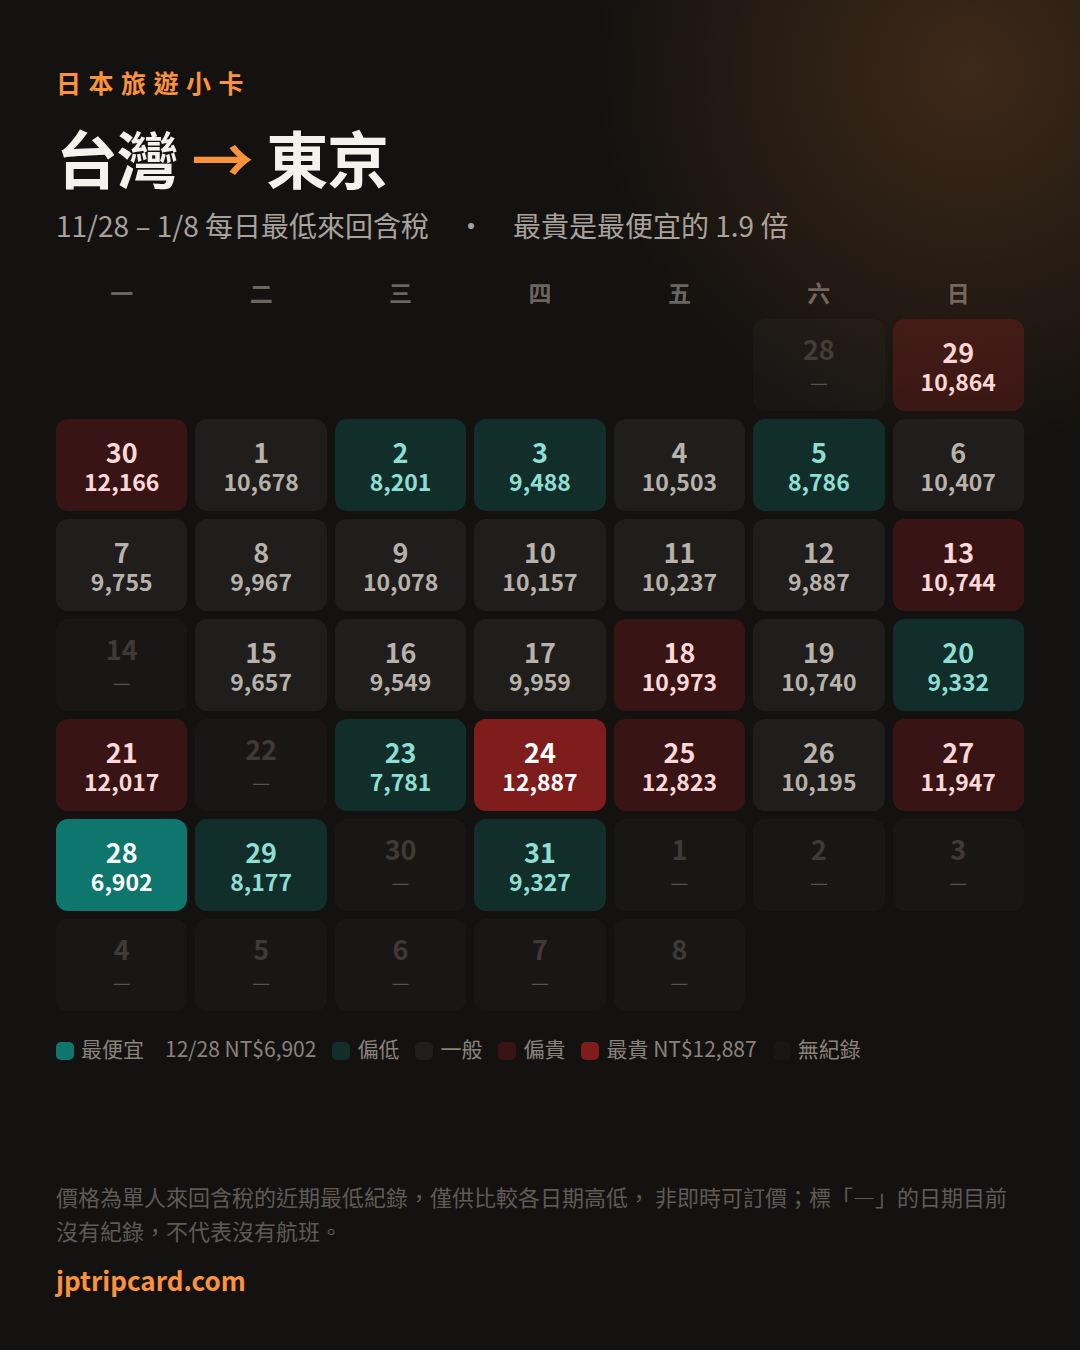 日本旅遊小卡
台灣 → 東京
11/28 – 1/8 每日最低來回含稅 ・ 最貴是最便宜的 1.9 倍
一 二 三 四 五 六 日
28 29
— 10,864
30 1 2 3 4 5 6
12,166 10,678 8,201 9,488 10,503 8,786 10,407
7 8 9 10 11 12 13
9,755 9,967 10,078 10,157 10,237 9,887 10,744
14 15 16 17 18 19 20
— 9,657 9,549 9,959 10,973 10,740 9,332
21 22 23 24 25 26 27
12,017 — 7,781 12,887 12,823 10,195 11,947
28 29 30 31 1 2 3
6,902 8,177 — 9,327 — — —
4 5 6 7 8
— — — — —
最便宜 12/28 NT$6,902 偏低 一般 偏貴 最貴 NT$12,887 無紀錄
價格為單人來回含稅的近期最低紀錄，僅供比較各日期高低， 非即時可訂價；標「—」的日期目前
沒有紀錄，不代表沒有航班。
jptripcard.com